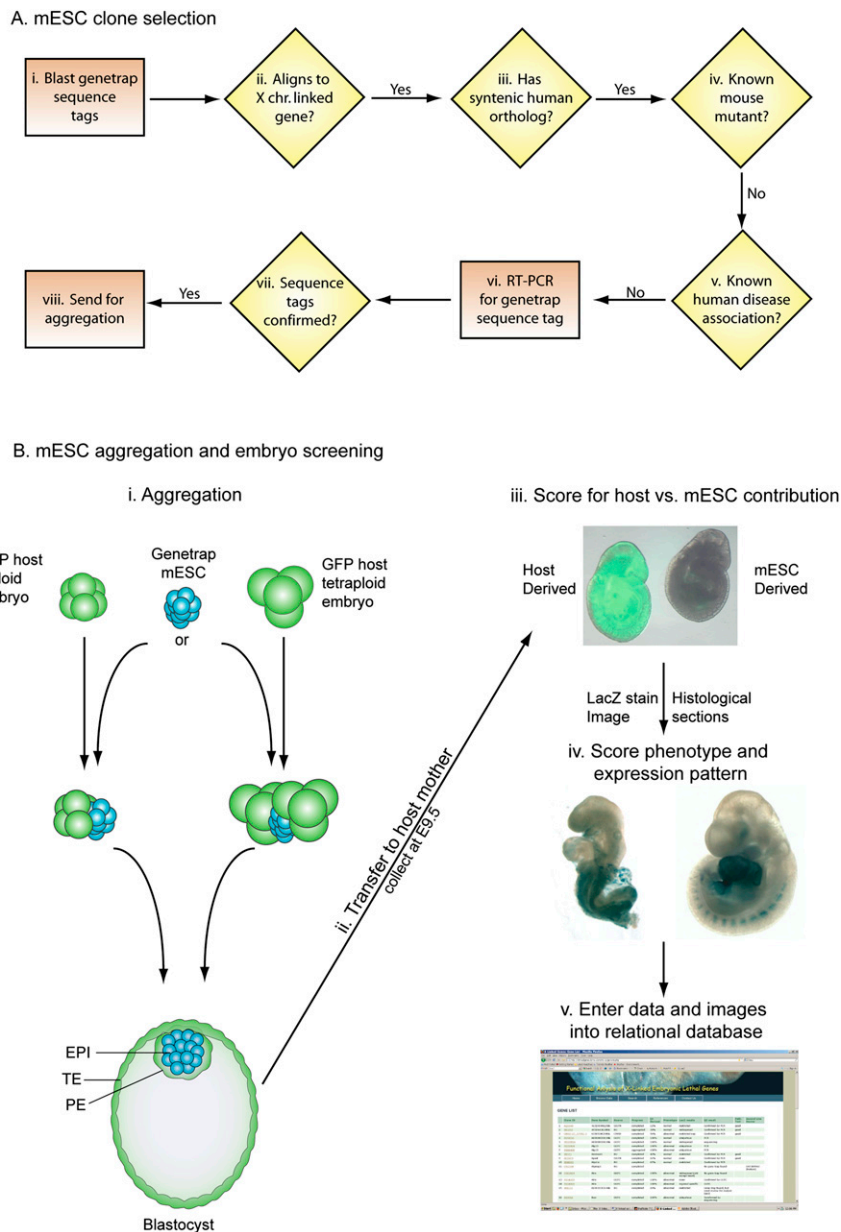 A. mESC clone selection
i. Blast genetrap
sequence
tags
ii. Aligns to
X chr. linked
gene?
Yes
iii. Has
syntenic human
ortholog?
Yes
iv. Known
mouse
mutant?
No
v. Known
human disease
association?
No
vi. RT-PCR
for genetrap
sequence tag
vii. Sequence
tags
confirmed?
Yes
viii. Send for
aggregation
B. mESC aggregation and embryo screening
i. Aggregation
P host
loid
bryo
Genetrap
mESC
or
GFP host
tetraploid
embryo
EPI
TE
PE
Blastocyst
ii. Transfer to host mother
collect at E9.5
iii. Score for host vs. mESC contribution
Host
Derived
mESC
Derived
LacZ stain
Image
Histological
sections
iv. Score phenotype and
expression pattern
v. Enter data and images
into relational database
Functional Analysis of X-Linked Embryonic Lethal Genes
GENE LIST